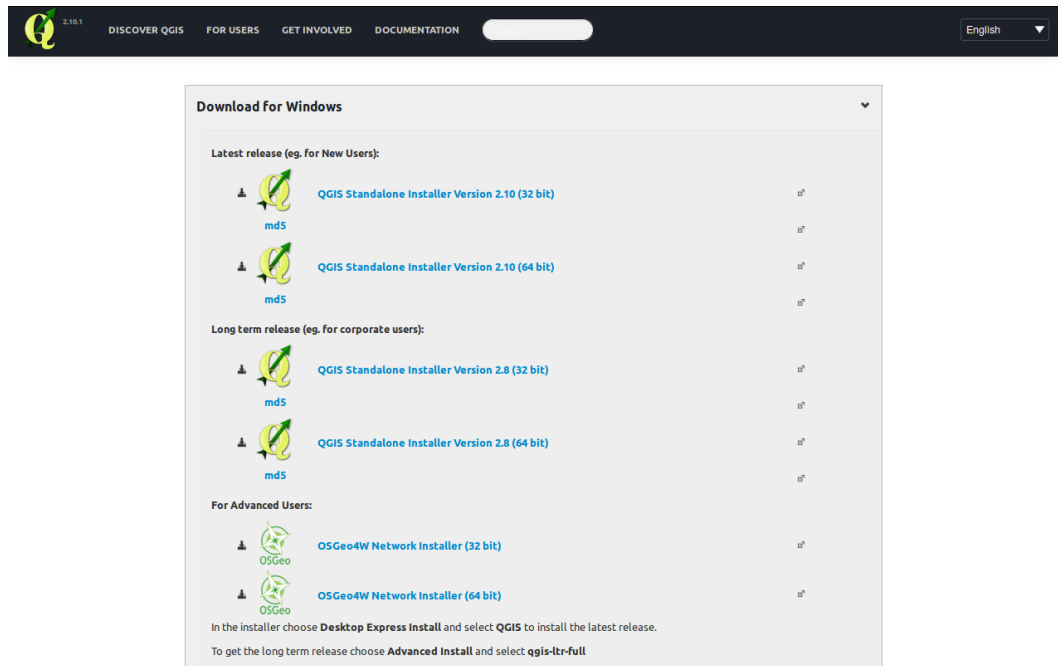 2.10.1
DISCOVER QGIS FOR USERS GET INVOLVED DOCUMENTATION English
Download for Windows
Latest release (eg. for New Users):
QGIS Standalone Installer Version 2.10 (32 bit)
md5
QGIS Standalone Installer Version 2.10 (64 bit)
md5
Long term release (eg. for corporate users):
QGIS Standalone Installer Version 2.8 (32 bit)
md5
QGIS Standalone Installer Version 2.8 (64 bit)
md5
For Advanced Users:
OSGeo OSGeo4W Network Installer (32 bit)
OSGeo OSGeo4W Network Installer (64 bit)
In the installer choose Desktop Express Install and select QGIS to install the latest release.
To get the long term release choose Advanced Install and select qgis-ltr-full